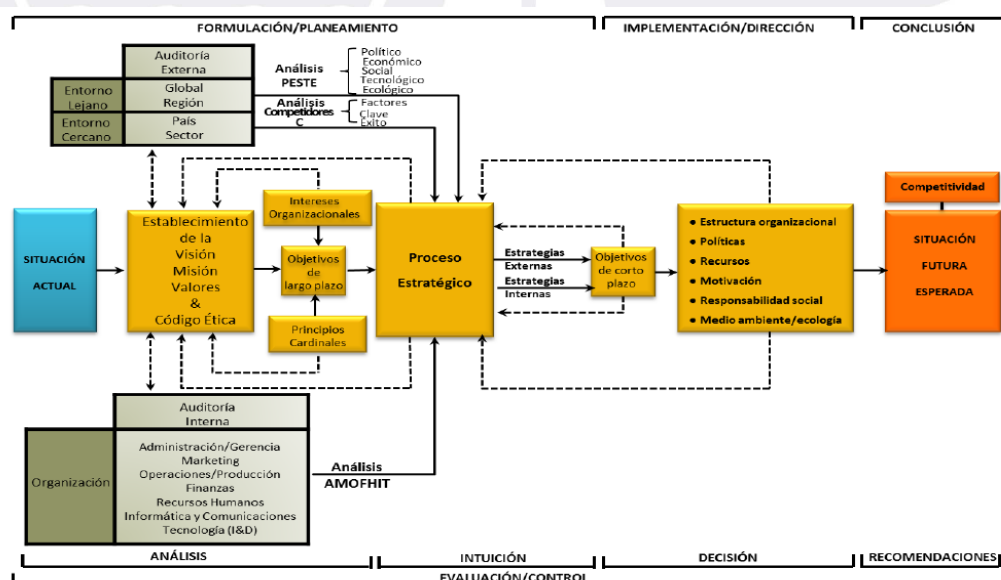 FORMULACIÓN/PLANEAMIENTO
IMPLEMENTACIÓN/DIRECCIÓN
CONCLUSIÓN
Auditoría
Externa
Entorno
Lejano
Global
Región
Entorno
Cercano
País
Sector
Análisis
PESTE
Político
Económico
Social
Tecnológico
Ecológico
Análisis
Competidores
C
Factores
Clave
Éxito
SITUACIÓN
ACTUAL
Establecimiento
de la
Visión
Misión
Valores
&
Código Ética
Intereses
Organizacionales
Objetivos
de
largo plazo
Principios
Cardinales
Proceso
Estratégico
Estrategias
Externas
Estrategias
Internas
Objetivos
de corto
plazo
• Estructura organizacional
• Políticas
• Recursos
• Motivación
• Responsabilidad social
• Medio ambiente/ecología
Competitividad
SITUACIÓN
FUTURA
ESPERADA
Auditoría
Interna
Organización
Administración/Gerencia
Marketing
Operaciones/Producción
Finanzas
Recursos Humanos
Informática y Comunicaciones
Tecnología (I&D)
Análisis
AMOFHIT
ANÁLISIS
INTUICIÓN
DECISIÓN
RECOMENDACIONES
EVALUACIÓN/CONTROL